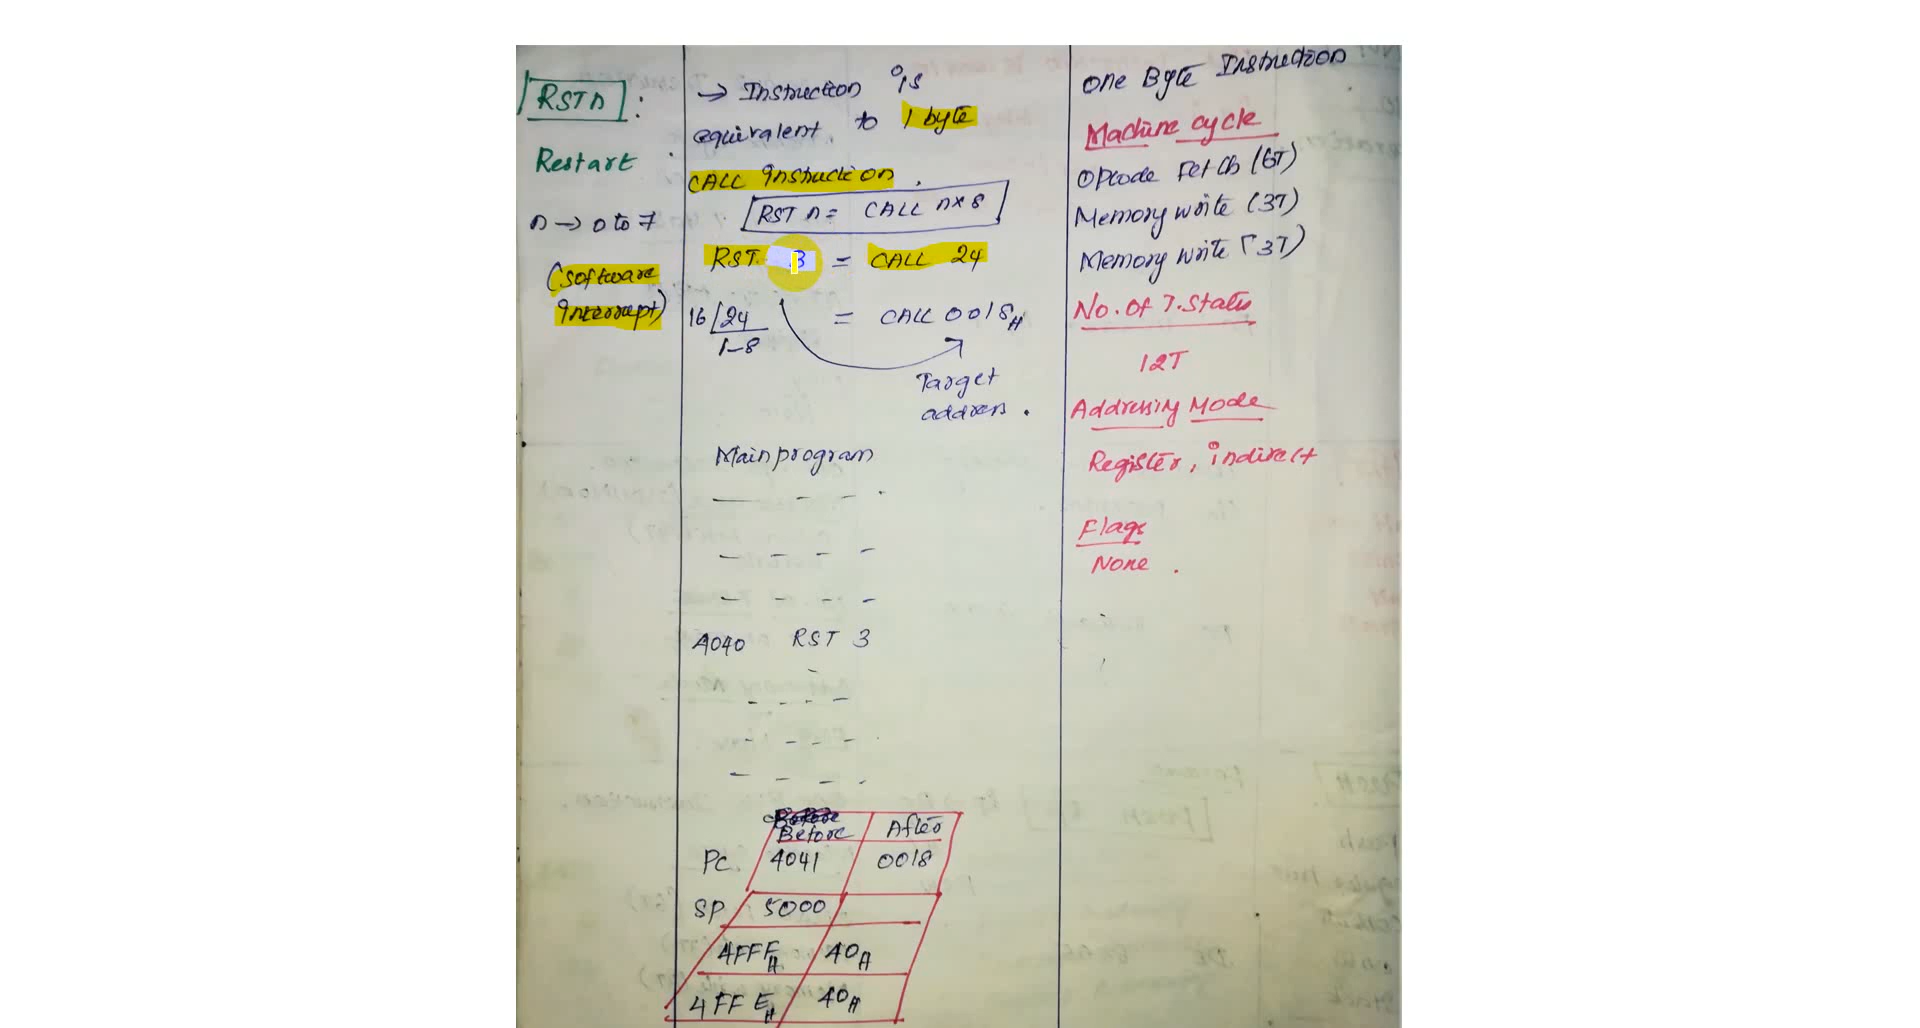 RST n :
Restart
n → 0 to 7
(software
Interrupt)
→ Instruction is
equivalent to 1 byte
CALL Instruction .
RST n = CALL n×8
RST 3 = CALL 24
16 24 = CALL 0018H
1-8
Target
address .
Main program
4040 RST 3
Before After
PC 4041 0018
SP 5000
4FFFH 40H
4FFEH 40H
One Byte Instruction
Machine cycle
Opcode Fetch (6T)
Memory write (3T)
Memory write (3T)
No. of T. States
12T
Addressing Mode
Register, indirect
Flags
None .